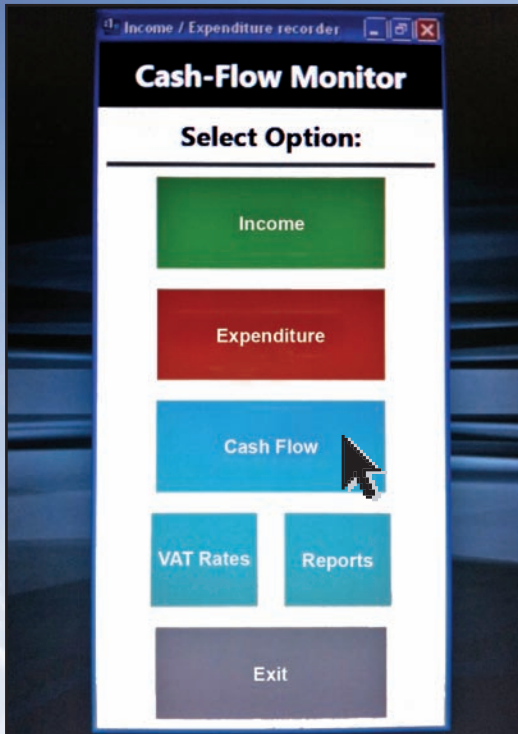 Income / Expenditure recorder
Cash-Flow Monitor
Select Option:
Income
Expenditure
Cash Flow
VAT Rates
Reports
Exit